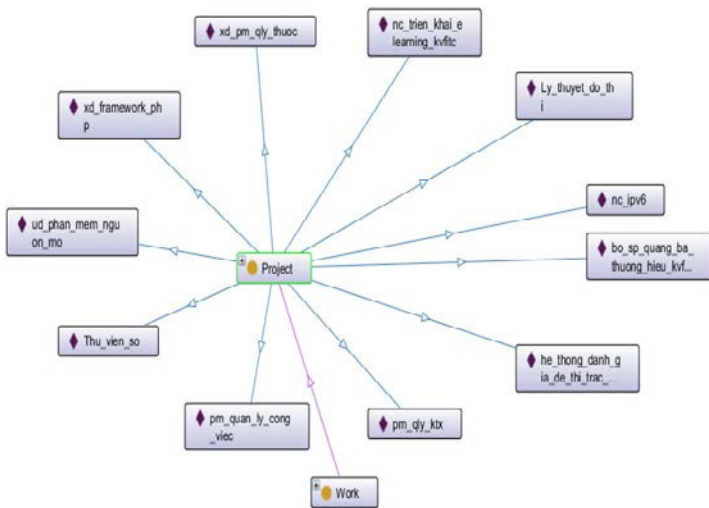 xd_pm_qly_thuoc
nc_trien_khai_e
learning_kvfitc
xd_framework_ph
p
Ly_thuyet_do_th
i
nc_ipv6
ud_phan_mem_ngu
on_mo
bo_sp_quang_ba_
thuong_hieu_kvf...
Project
Thu_vien_so
he_thong_danh_g
ia_de_thi_trac_...
pm_quan_ly_cong
_viec
pm_qly_ktx
Work